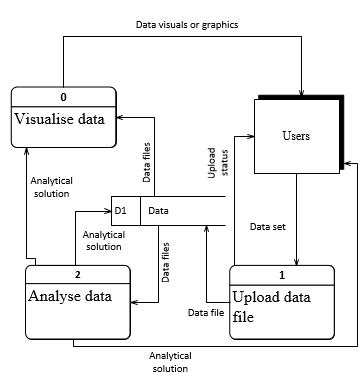 Data visuals or graphics
0
Visualise data
Users
Data files
Upload
status
Analytical
solution
D1
Data
Data set
Analytical
solution
Data files
2
Analyse data
1
Upload data
file
Data file
Analytical
solution